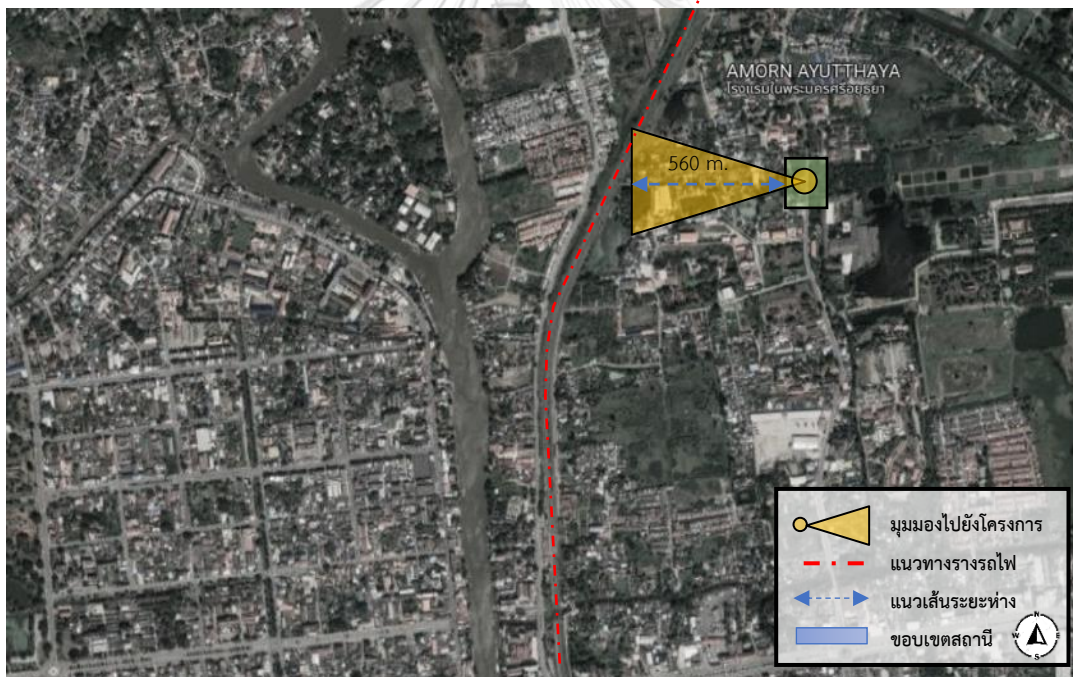 AMORN AYUTTHAYA
โรงแรมในพระนครศรีอยุธยา
560 m.
มุมมองไปยังโครงการ
แนวทางรางรถไฟ
แนวเส้นระยะห่าง
ขอบเขตสถานี
N
W E
S